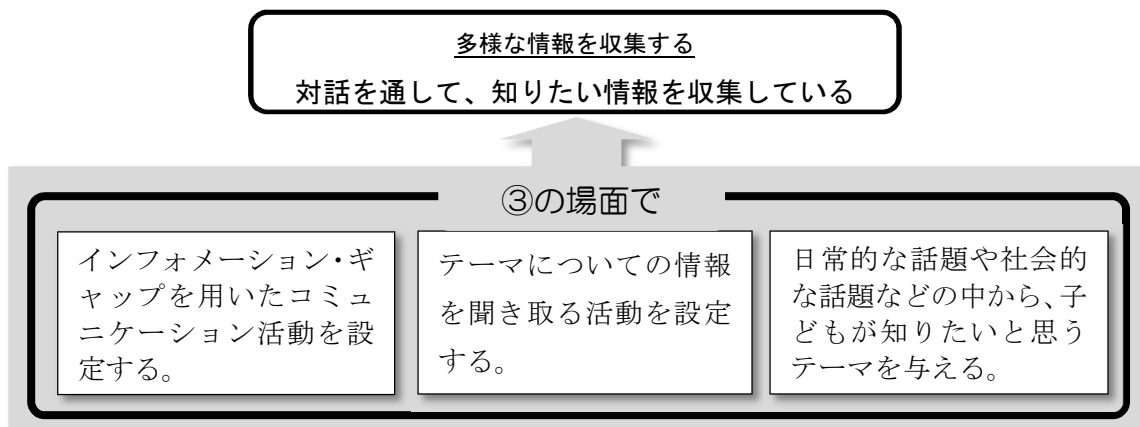 多様な情報を収集する
対話を通して、知りたい情報を収集している
③の場面で
インフォメーション・ギ
ャップを用いたコミュ
ニケーション活動を設
定する。
テーマについての情報
を聞き取る活動を設定
する。
日常的な話題や社会的
な話題などの中から、子
どもが知りたいと思う
テーマを与える。